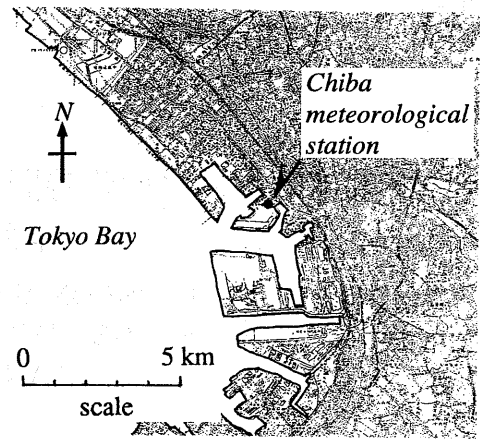 Chiba
meteorological
station
N
Tokyo Bay
0 5 km
scale